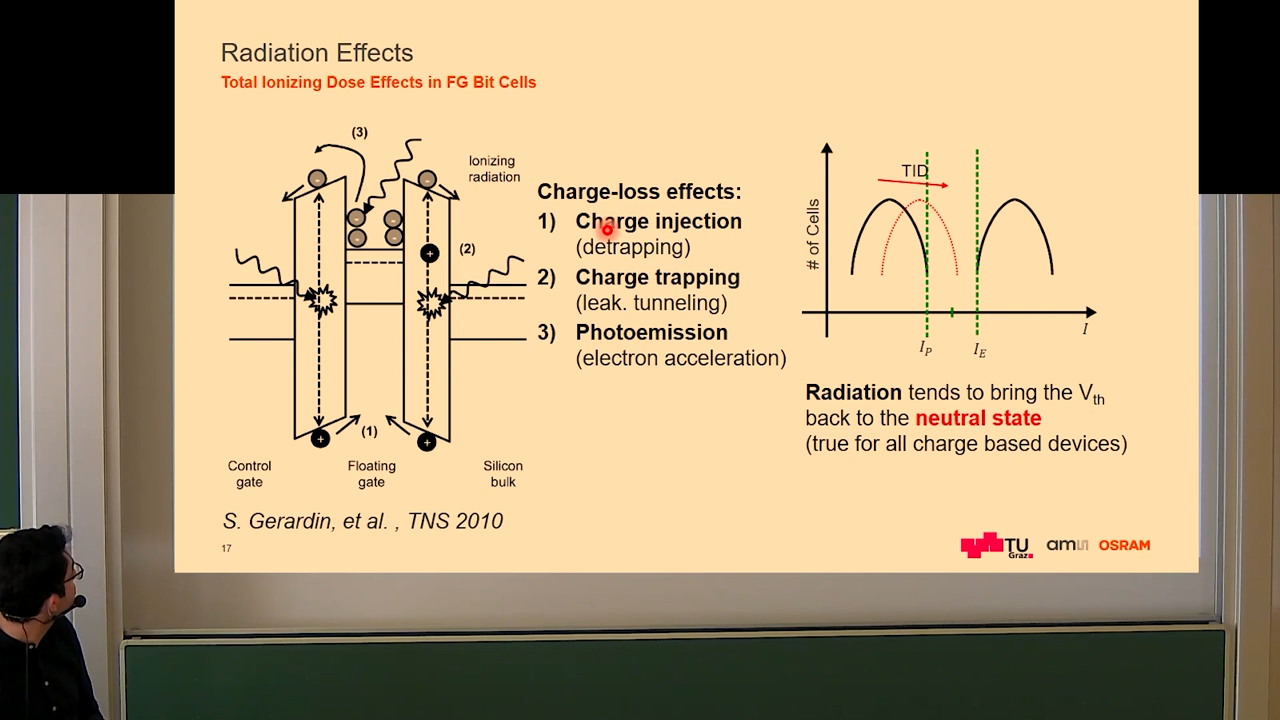 Radiation Effects
Total Ionizing Dose Effects in FG Bit Cells
(3)
Ionizing
radiation
+
(2)
+
(1)
+
Control
gate
Floating
gate
Silicon
bulk
Charge-loss effects:
1) Charge injection
(detrapping)
2) Charge trapping
(leak. tunneling)
3) Photoemission
(electron acceleration)
TID
# of Cells
I
I_P
I_E
Radiation tends to bring the V_th
back to the neutral state
(true for all charge based devices)
S. Gerardin, et al. , TNS 2010
17
TU
Graz
amu
OSRAM